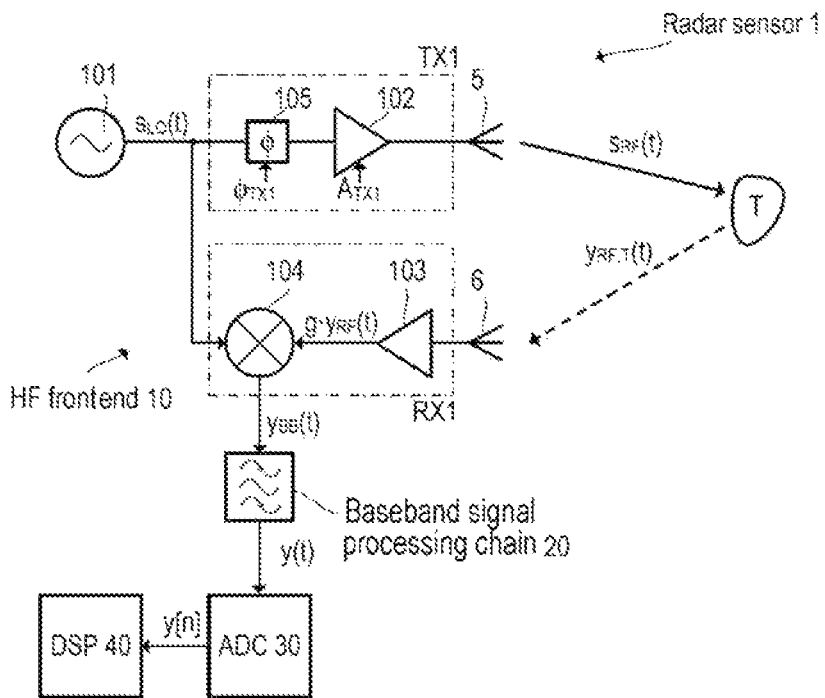 Radar sensor 1
TX1
101
105
102
5
sLO(t)
ϕ
ϕTX1
ATX1
sRF(t)
T
yRF,T(t)
104
103
6
g·yRF(t)
HF frontend 10
RX1
yBB(t)
Baseband signal
processing chain 20
y(t)
DSP 40
y[n]
ADC 30